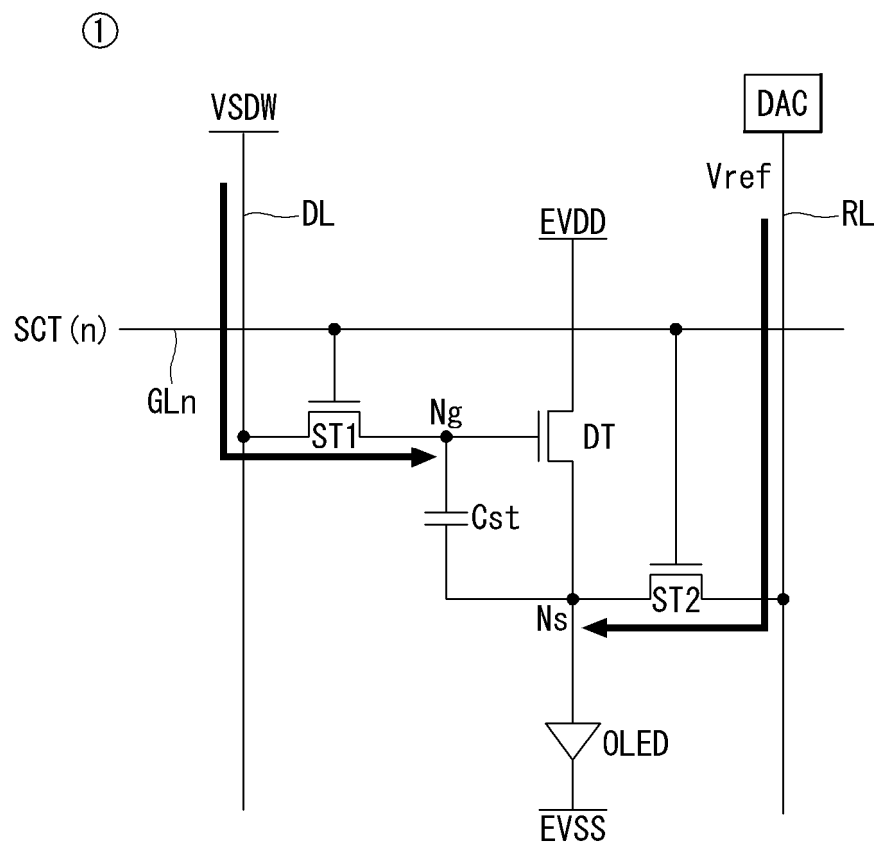 ①
VSDW
DAC
Vref
DL
RL
EVDD
SCT(n)
GLn
Ng
ST1
DT
Cst
ST2
Ns
OLED
EVSS